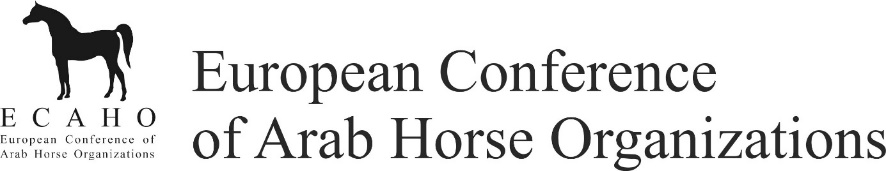 ECAHO
European Conference of
Arab Horse Organizations
European Conference
of Arab Horse Organizations